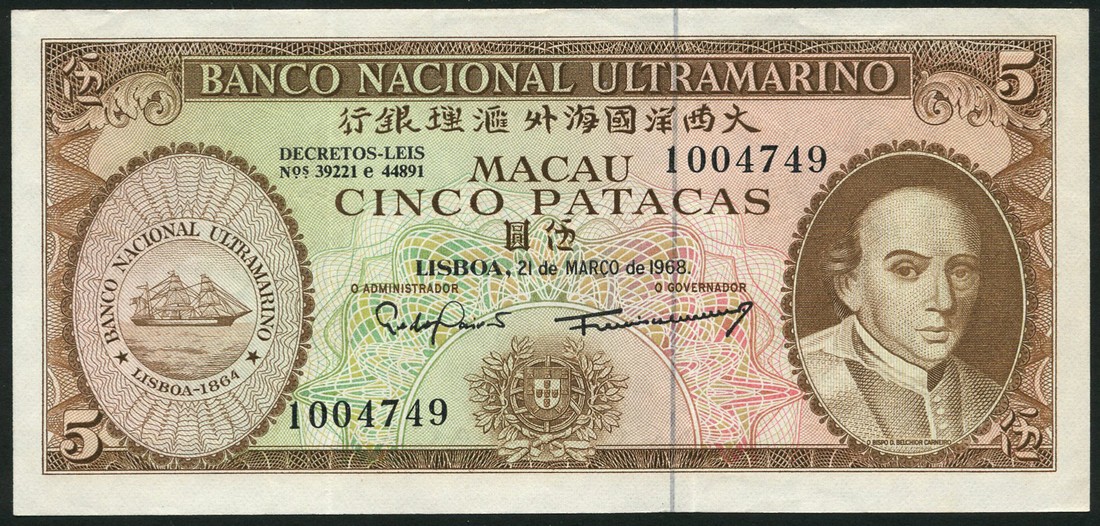 伍 5
BANCO NACIONAL ULTRAMARINO
行銀理滙外海國洋西大
DECRETOS-LEIS
Nos 39221 e 44891
MACAU 1004749
CINCO PATACAS
圓伍
LISBOA, 21 de MARÇO de 1968.
O ADMINISTRADOR O GOVERNADOR
BANCO NACIONAL ULTRAMARINO
★ LISBOA-1864 ★
1004749
O BISPO D. BELCHIOR CARNEIRO
5 伍